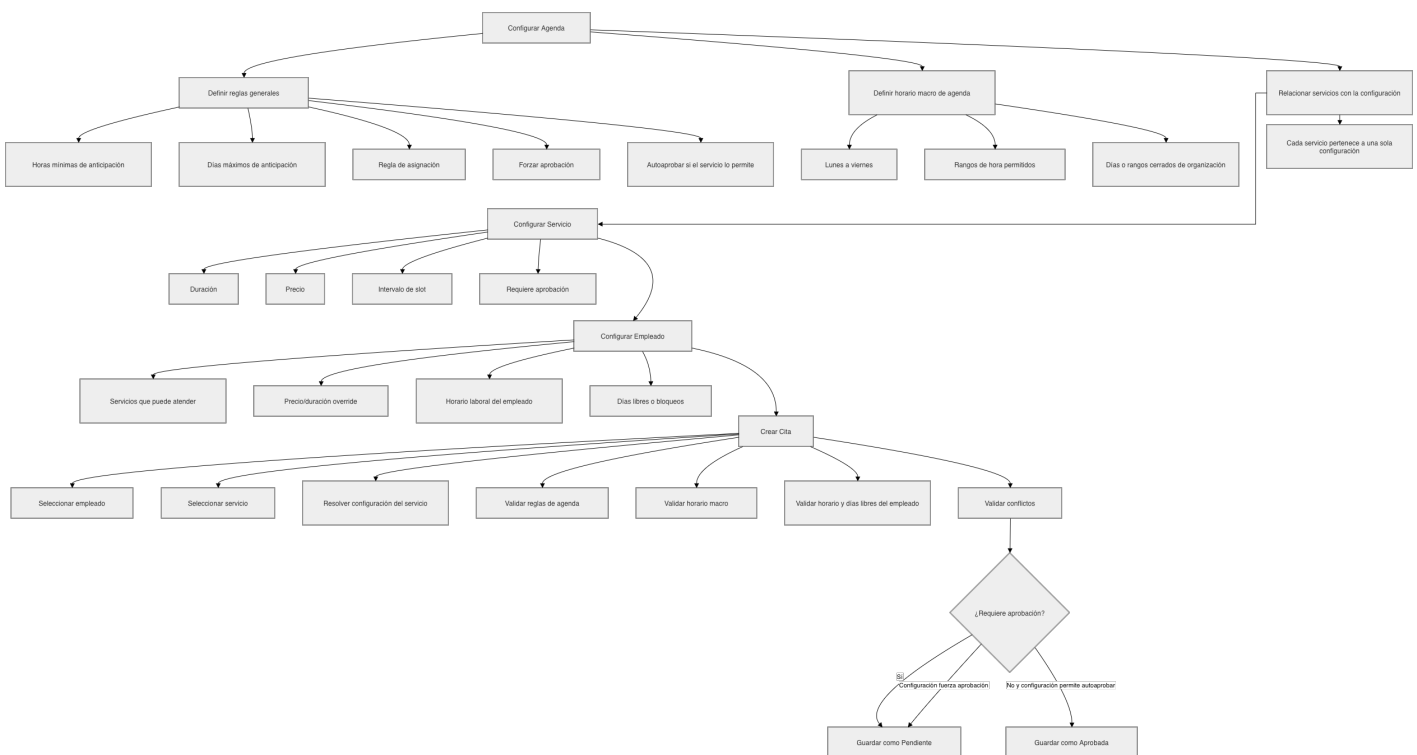 Configurar Agenda
Definir reglas generales
Definir horario macro de agenda
Relacionar servicios con la configuración
Horas mínimas de anticipación
Días máximos de anticipación
Regla de asignación
Forzar aprobación
Autoaprobar si el servicio lo permite
Lunes a viernes
Rangos de hora permitidos
Días o rangos cerrados de organización
Cada servicio pertenece a una sola
configuración
Configurar Servicio
Duración
Precio
Intervalo de slot
Requiere aprobación
Configurar Empleado
Servicios que puede atender
Precio/duración override
Horario laboral del empleado
Días libres o bloqueos
Crear Cita
Seleccionar empleado
Seleccionar servicio
Resolver configuración del servicio
Validar reglas de agenda
Validar horario macro
Validar horario y días libres del empleado
Validar conflictos
¿Requiere aprobación?
Sí
Configuración fuerza aprobación
No y configuración permite autoaprobar
Guardar como Pendiente
Guardar como Aprobada